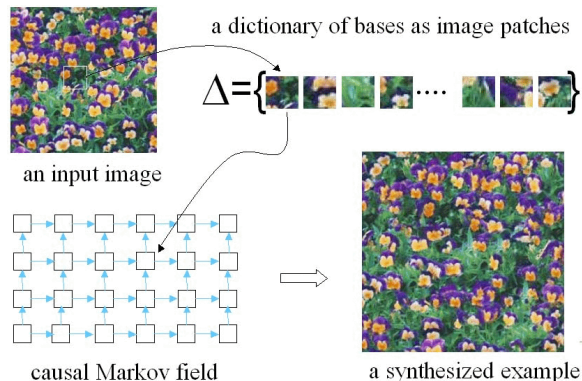 a dictionary of bases as image patches
Δ={ .... }
an input image
causal Markov field
a synthesized example